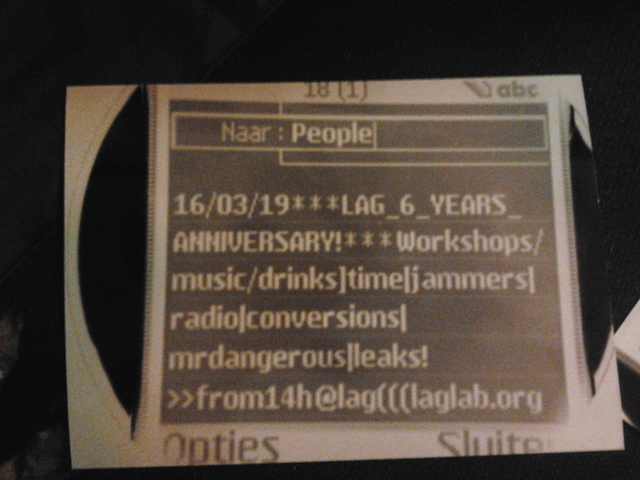 18 (1) abc
Naar : People
16/03/19***LAG_6_YEARS_
ANNIVERSARY!***Workshops/
music/drinks]time|jammers|
radio|conversions|
mrdangerous|leaks!
>>from14h@lag(((laglab.org
Opties